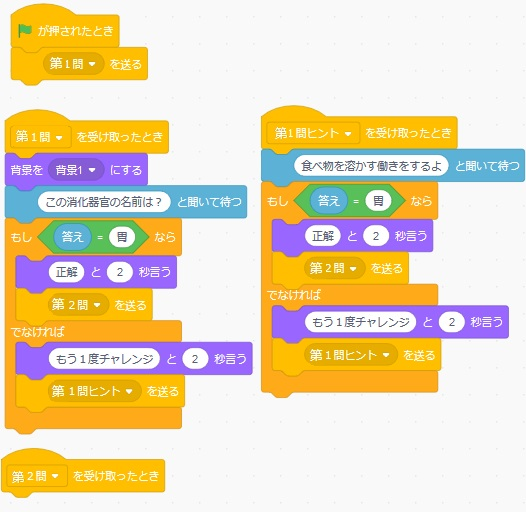 が押されたとき
第1問 を送る
第1問 を受け取ったとき
背景を 背景1 にする
この消化器官の名前は？ と聞いて待つ
もし 答え = 胃 なら
正解 と 2 秒言う
第２問 を送る
でなければ
もう１度チャレンジ と 2 秒言う
第１問ヒント を送る
第２問 を受け取ったとき
第1問ヒント を受け取ったとき
食べ物を溶かす働きをするよ と聞いて待つ
もし 答え = 胃 なら
正解 と 2 秒言う
第２問 を送る
でなければ
もう１度チャレンジ と 2 秒言う
第１問ヒント を送る